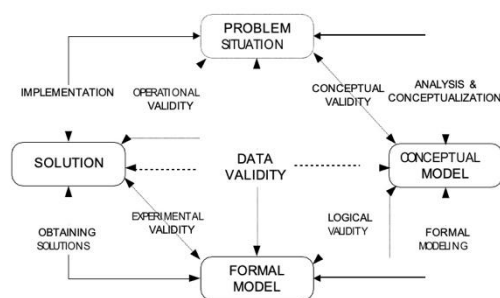 PROBLEM
SITUATION
IMPLEMENTATION
OPERATIONAL
VALIDITY
CONCEPTUAL
VALIDITY
ANALYSIS &
CONCEPTUALIZATION
SOLUTION
DATA
VALIDITY
CONCEPTUAL
MODEL
OBTAINING
SOLUTIONS
EXPERIMENTAL
VALIDITY
LOGICAL
VALIDITY
FORMAL
MODELING
FORMAL
MODEL